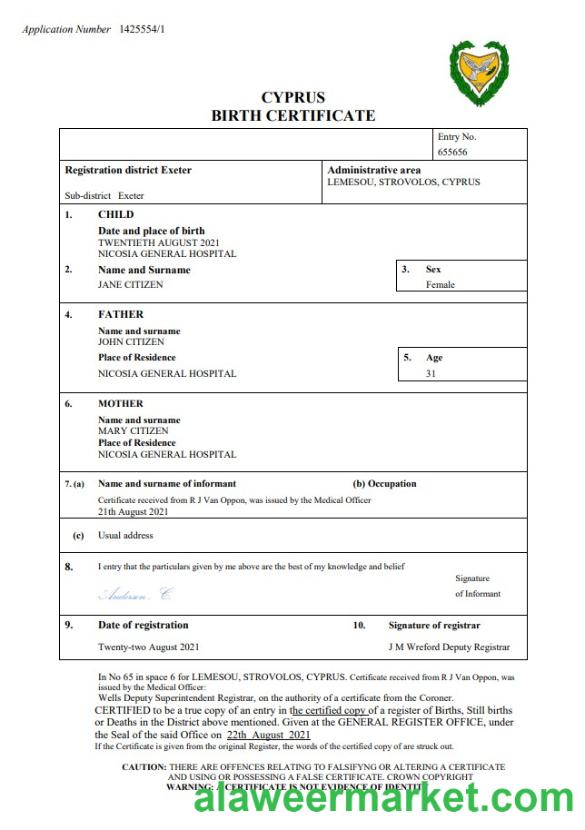 Application Number 1425554/1
CYPRUS
BIRTH CERTIFICATE
Entry No.
655656
Registration district Exeter
Administrative area
LEMESOU, STROVOLOS, CYPRUS
Sub-district Exeter
1. CHILD
Date and place of birth
TWENTIETH AUGUST 2021
NICOSIA GENERAL HOSPITAL
2. Name and Surname
3. Sex
JANE CITIZEN
Female
4. FATHER
Name and surname
JOHN CITIZEN
Place of Residence
5. Age
NICOSIA GENERAL HOSPITAL
31
6. MOTHER
Name and surname
MARY CITIZEN
Place of Residence
NICOSIA GENERAL HOSPITAL
7. (a) Name and surname of informant
(b) Occupation
Certificate received from R J Van Oppon, was issued by the Medical Officer
21th August 2021
(c) Usual address
8. I entry that the particulars given by me above are the best of my knowledge and belief
Signature
of Informant
Anderson. C.
9. Date of registration
10. Signature of registrar
Twenty-two August 2021
J M Wreford Deputy Registrar
In No 65 in space 6 for LEMESOU, STROVOLOS, CYPRUS. Certificate received from R J Van Oppon, was
issued by the Medical Officer:
Wells Deputy Superintendent Registrar, on the authority of a certificate from the Coroner.
CERTIFIED to be a true copy of an entry in the certified copy of a register of Births, Still births
or Deaths in the District above mentioned. Given at the GENERAL REGISTER OFFICE, under
the Seal of the said Office on 22th August 2021
If the Certificate is given from the original Register, the words of the certified copy of are struck out.
CAUTION: THERE ARE OFFENCES RELATING TO FALSIFYNG OR ALTERING A CERTIFICATE
AND USING OR POSSESSING A FALSE CERTIFICATE. CROWN COPYRIGHT
WARNING: A CERTIFICATE IS NOT EVIDENCE OF IDENTITY
alaweermarket.com